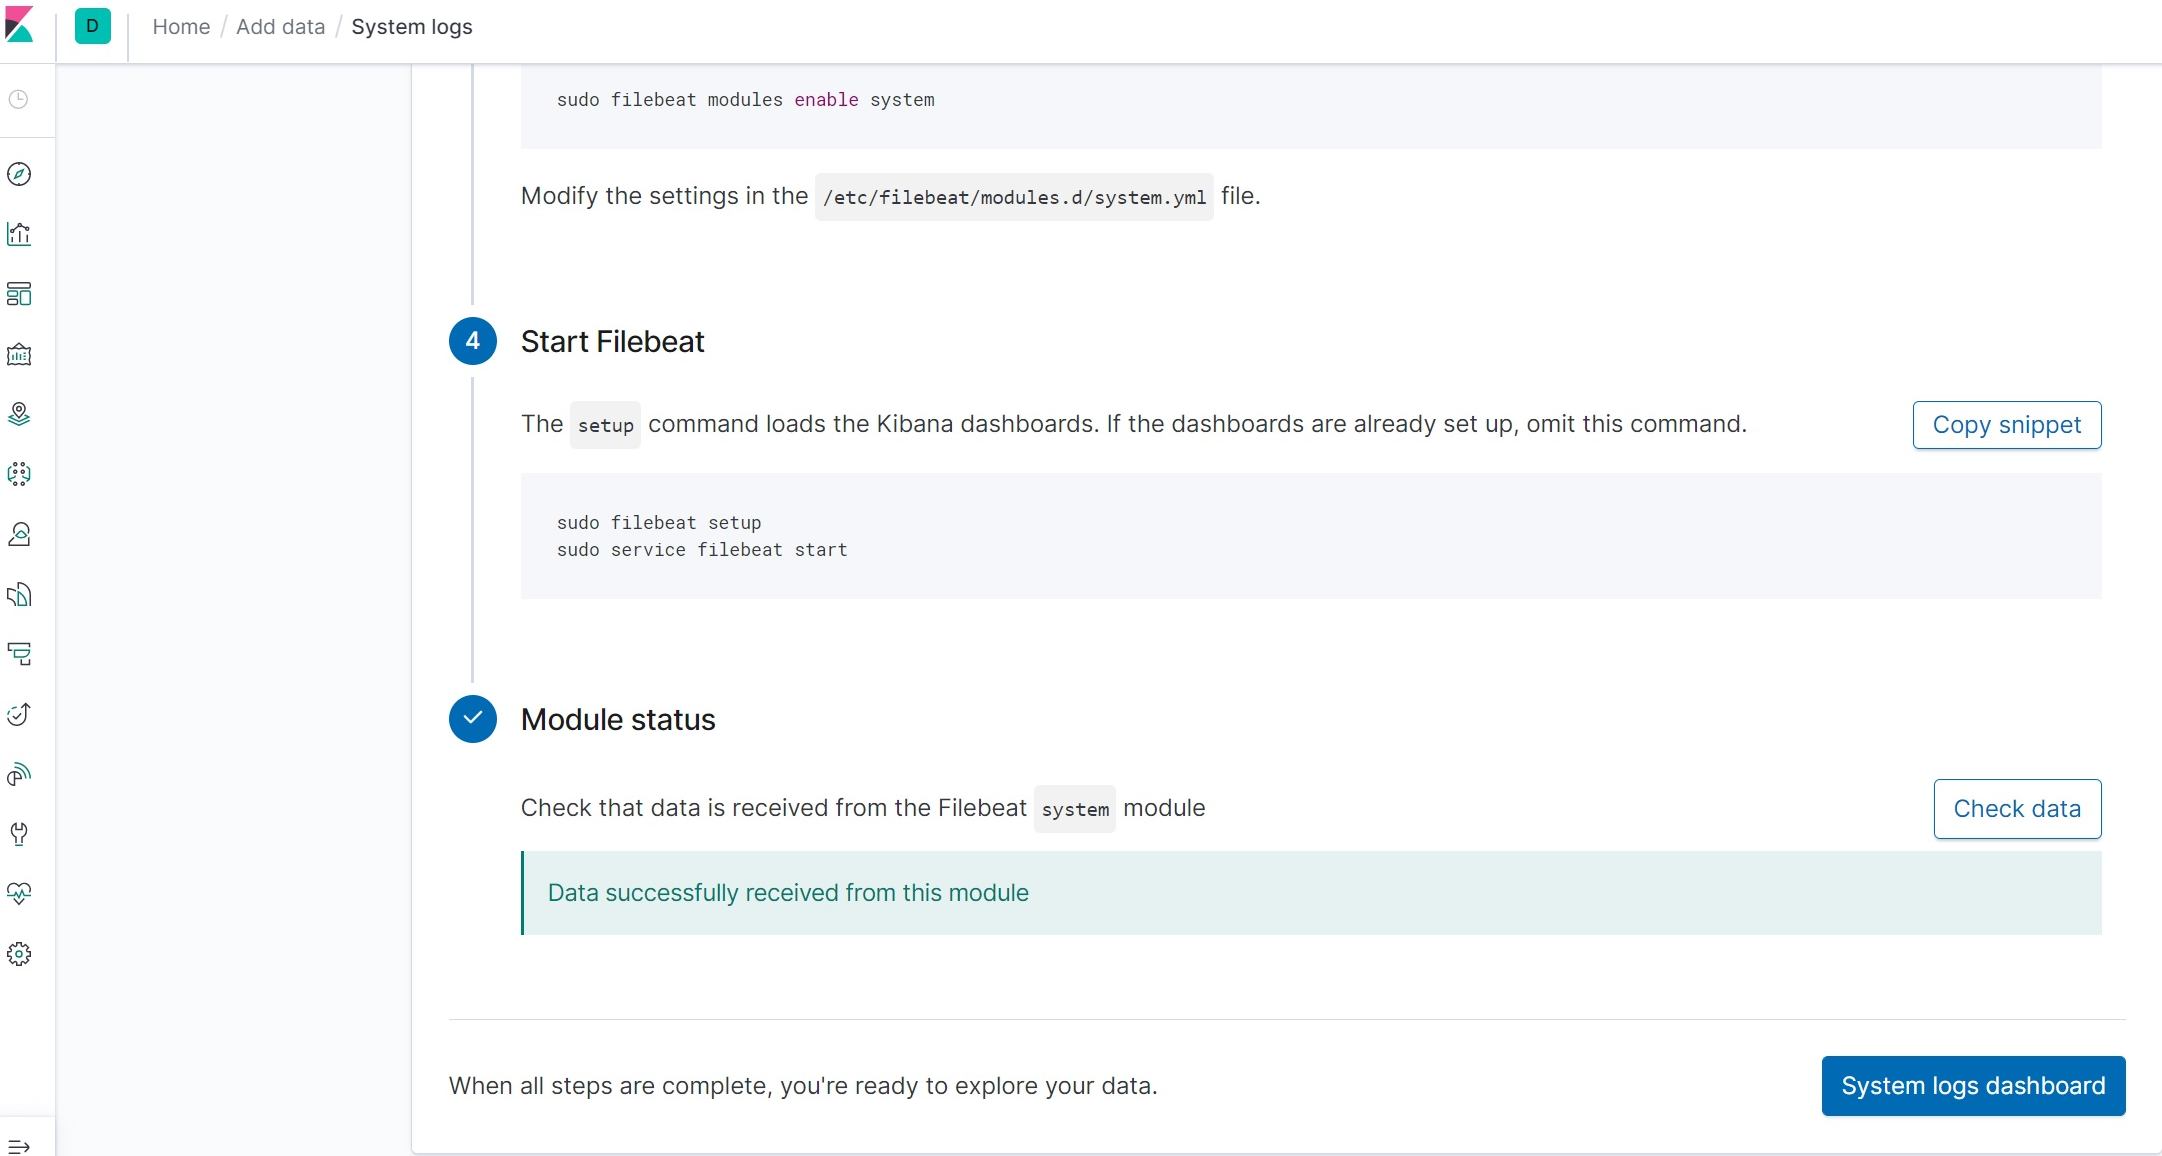 D
Home / Add data / System logs
sudo filebeat modules enable system
Modify the settings in the /etc/filebeat/modules.d/system.yml file.
4
Start Filebeat
The setup command loads the Kibana dashboards. If the dashboards are already set up, omit this command.
Copy snippet
sudo filebeat setup
sudo service filebeat start
Module status
Check that data is received from the Filebeat system module
Check data
Data successfully received from this module
When all steps are complete, you're ready to explore your data.
System logs dashboard